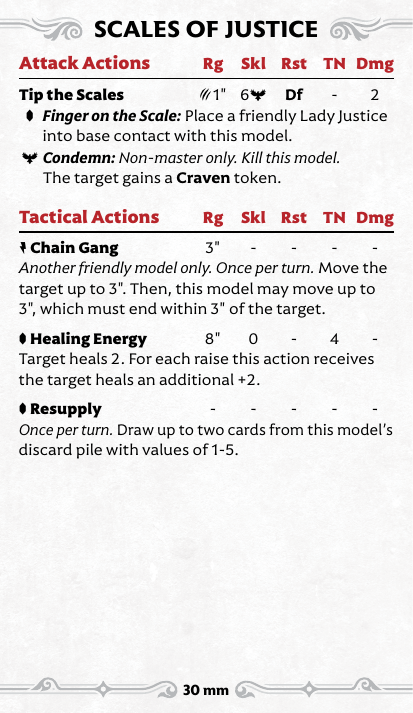 SCALES OF JUSTICE
Attack Actions Rg Skl Rst TN Dmg
Tip the Scales 1" 6 Df - 2
Finger on the Scale: Place a friendly Lady Justice
into base contact with this model.
Condemn: Non-master only. Kill this model.
The target gains a Craven token.
Tactical Actions Rg Skl Rst TN Dmg
Chain Gang 3" - - - -
Another friendly model only. Once per turn. Move the
target up to 3". Then, this model may move up to
3", which must end within 3" of the target.
Healing Energy 8" 0 - 4 -
Target heals 2. For each raise this action receives
the target heals an additional +2.
Resupply - - - - -
Once per turn. Draw up to two cards from this model's
discard pile with values of 1-5.
30 mm